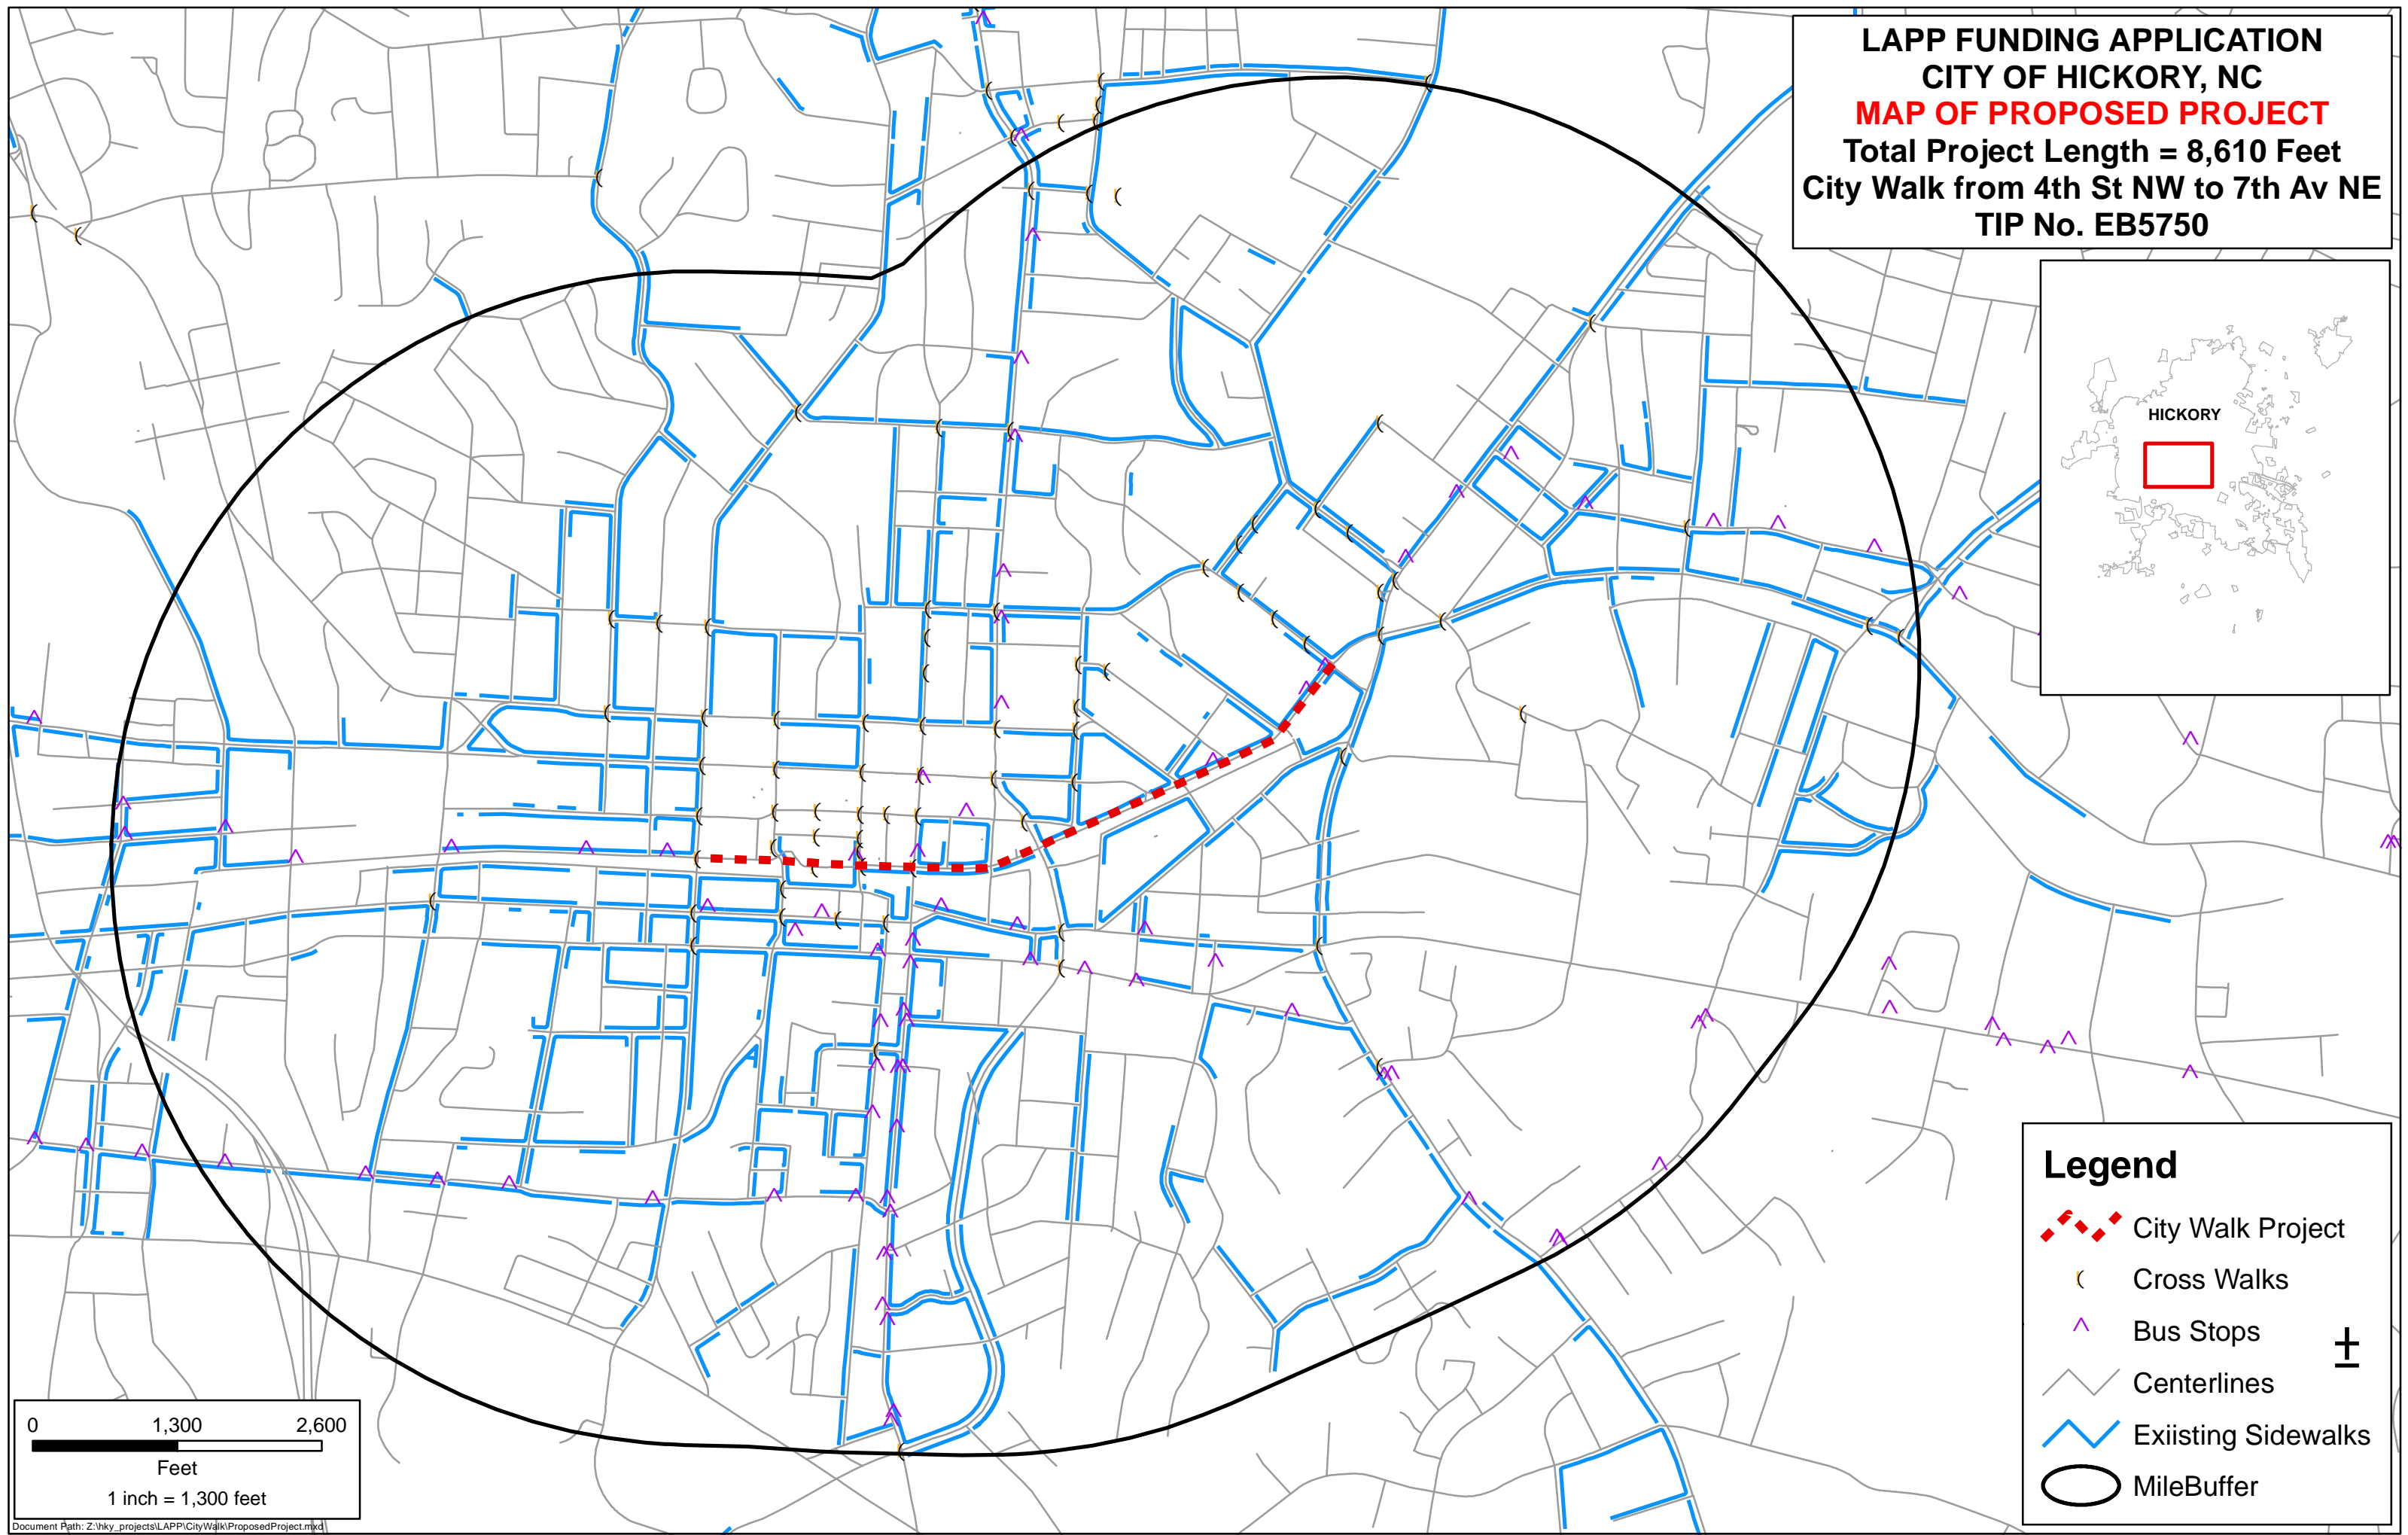 LAPP FUNDING APPLICATION
CITY OF HICKORY, NC
MAP OF PROPOSED PROJECT
Total Project Length = 8,610 Feet
City Walk from 4th St NW to 7th Av NE
TIP No. EB5750
HICKORY
Legend
City Walk Project
Cross Walks
Bus Stops
Centerlines
Exiisting Sidewalks
MileBuffer
±
0 1,300 2,600
Feet
1 inch = 1,300 feet
Document Path: Z:\hky_projects\LAPP\CityWalk\ProposedProject.mxd